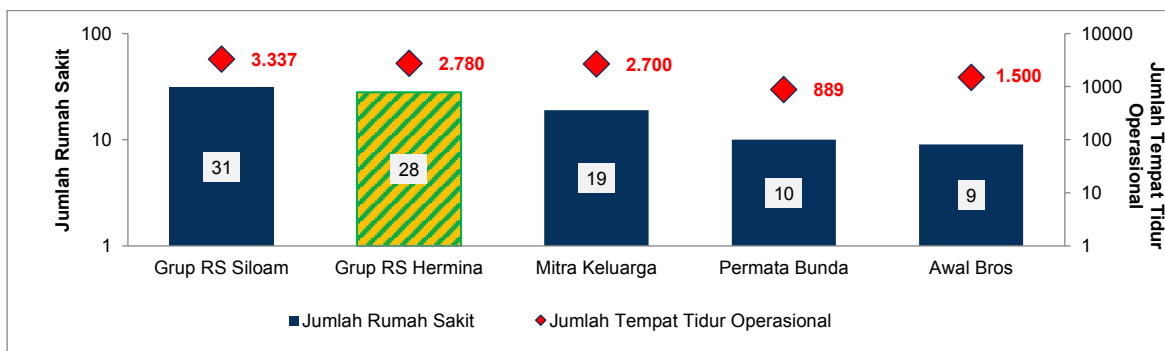 Jumlah Rumah Sakit
100
10
1
3.337
2.780
2.700
889
1.500
31
28
19
10
9
10000
1000
100
10
1
Jumlah Tempat Tidur
Operasional
Grup RS Siloam
Grup RS Hermina
Mitra Keluarga
Permata Bunda
Awal Bros
Jumlah Rumah Sakit
Jumlah Tempat Tidur Operasional